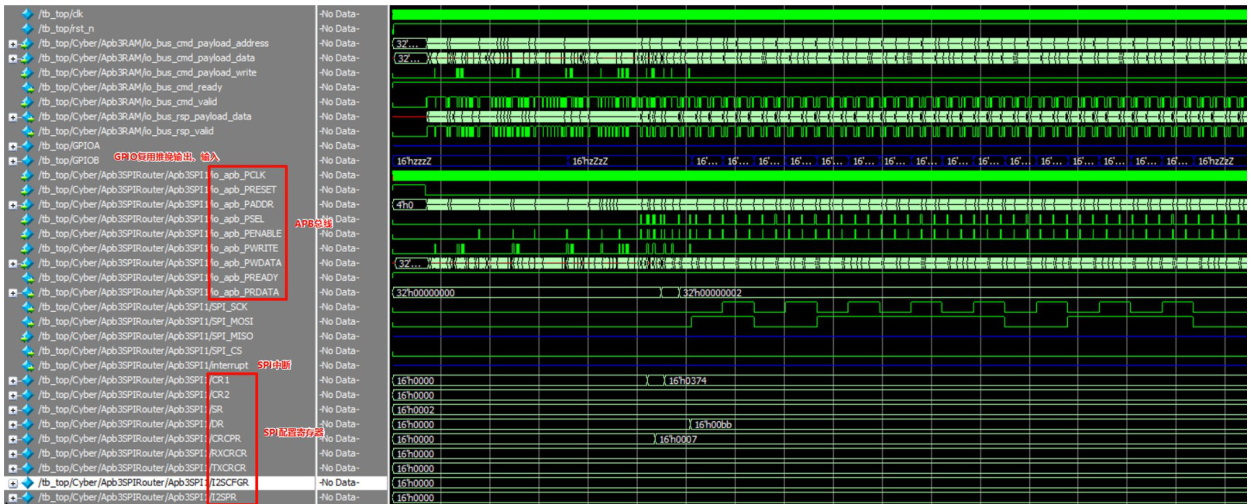 /tb_top/clk -No Data-
/tb_top/rst_n -No Data-
/tb_top/Cyber/Apb3RAM/io_bus_cmd_payload_address -No Data- 32'...
/tb_top/Cyber/Apb3RAM/io_bus_cmd_payload_data -No Data- 32'...
/tb_top/Cyber/Apb3RAM/io_bus_cmd_payload_write -No Data-
/tb_top/Cyber/Apb3RAM/io_bus_cmd_ready -No Data-
/tb_top/Cyber/Apb3RAM/io_bus_cmd_valid -No Data-
/tb_top/Cyber/Apb3RAM/io_bus_rsp_payload_data -No Data-
/tb_top/Cyber/Apb3RAM/io_bus_rsp_valid -No Data-
/tb_top/GPIOA -No Data-
/tb_top/GPIOB GPIO复用推挽输出、输入 -No Data- 16'hzzzZ 16'hzZzZ 16'... 16'... 16'... 16'... 16'... 16'... 16'... 16'... 16'... 16'... 16'... 16'... 16'... 16'... 16'... 16'... 16'hzZzZ
/tb_top/Cyber/Apb3SPIRouter/Apb3SPI1/io_apb_PCLK -No Data-
/tb_top/Cyber/Apb3SPIRouter/Apb3SPI1/io_apb_PRESET -No Data-
/tb_top/Cyber/Apb3SPIRouter/Apb3SPI1/io_apb_PADDR -No Data- 4'h0
/tb_top/Cyber/Apb3SPIRouter/Apb3SPI1/io_apb_PSEL APB总线 -No Data-
/tb_top/Cyber/Apb3SPIRouter/Apb3SPI1/io_apb_PENABLE -No Data-
/tb_top/Cyber/Apb3SPIRouter/Apb3SPI1/io_apb_PWRITE -No Data-
/tb_top/Cyber/Apb3SPIRouter/Apb3SPI1/io_apb_PWDATA -No Data- 32'...
/tb_top/Cyber/Apb3SPIRouter/Apb3SPI1/io_apb_PREADY -No Data-
/tb_top/Cyber/Apb3SPIRouter/Apb3SPI1/io_apb_PRDATA -No Data- 32'h00000000 32'h00000002
/tb_top/Cyber/Apb3SPIRouter/Apb3SPI1/SPI_SCK -No Data-
/tb_top/Cyber/Apb3SPIRouter/Apb3SPI1/SPI_MOSI -No Data-
/tb_top/Cyber/Apb3SPIRouter/Apb3SPI1/SPI_MISO -No Data-
/tb_top/Cyber/Apb3SPIRouter/Apb3SPI1/SPI_CS -No Data-
/tb_top/Cyber/Apb3SPIRouter/Apb3SPI1/interrupt SPI中断 -No Data-
/tb_top/Cyber/Apb3SPIRouter/Apb3SPI1/CR1 -No Data- 16'h0000 16'h0374
/tb_top/Cyber/Apb3SPIRouter/Apb3SPI1/CR2 -No Data- 16'h0000
/tb_top/Cyber/Apb3SPIRouter/Apb3SPI1/SR -No Data- 16'h0002
/tb_top/Cyber/Apb3SPIRouter/Apb3SPI1/DR SPI配置寄存器 -No Data- 16'h0000 16'h00bb
/tb_top/Cyber/Apb3SPIRouter/Apb3SPI1/CRCPR -No Data- 16'h0000 16'h0007
/tb_top/Cyber/Apb3SPIRouter/Apb3SPI1/RXCRCR -No Data- 16'h0000
/tb_top/Cyber/Apb3SPIRouter/Apb3SPI1/TXCRCR -No Data- 16'h0000
/tb_top/Cyber/Apb3SPIRouter/Apb3SPI1/I2SCFGR -No Data- 16'h0000
/tb_top/Cyber/Apb3SPIRouter/Apb3SPI1/I2SPR -No Data- 16'h0000